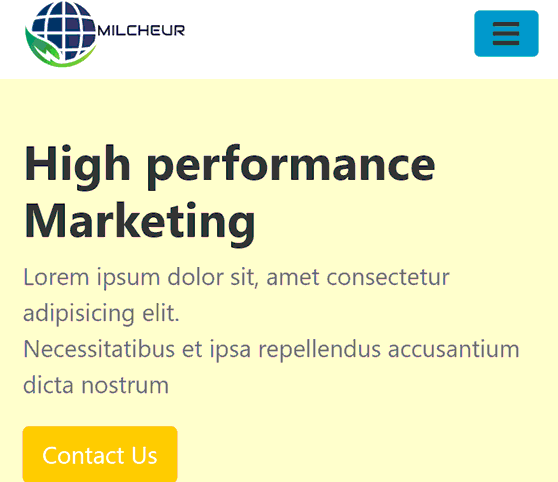 MILCHEUR
High performance
Marketing
Lorem ipsum dolor sit, amet consectetur
adipisicing elit.
Necessitatibus et ipsa repellendus accusantium
dicta nostrum
Contact Us